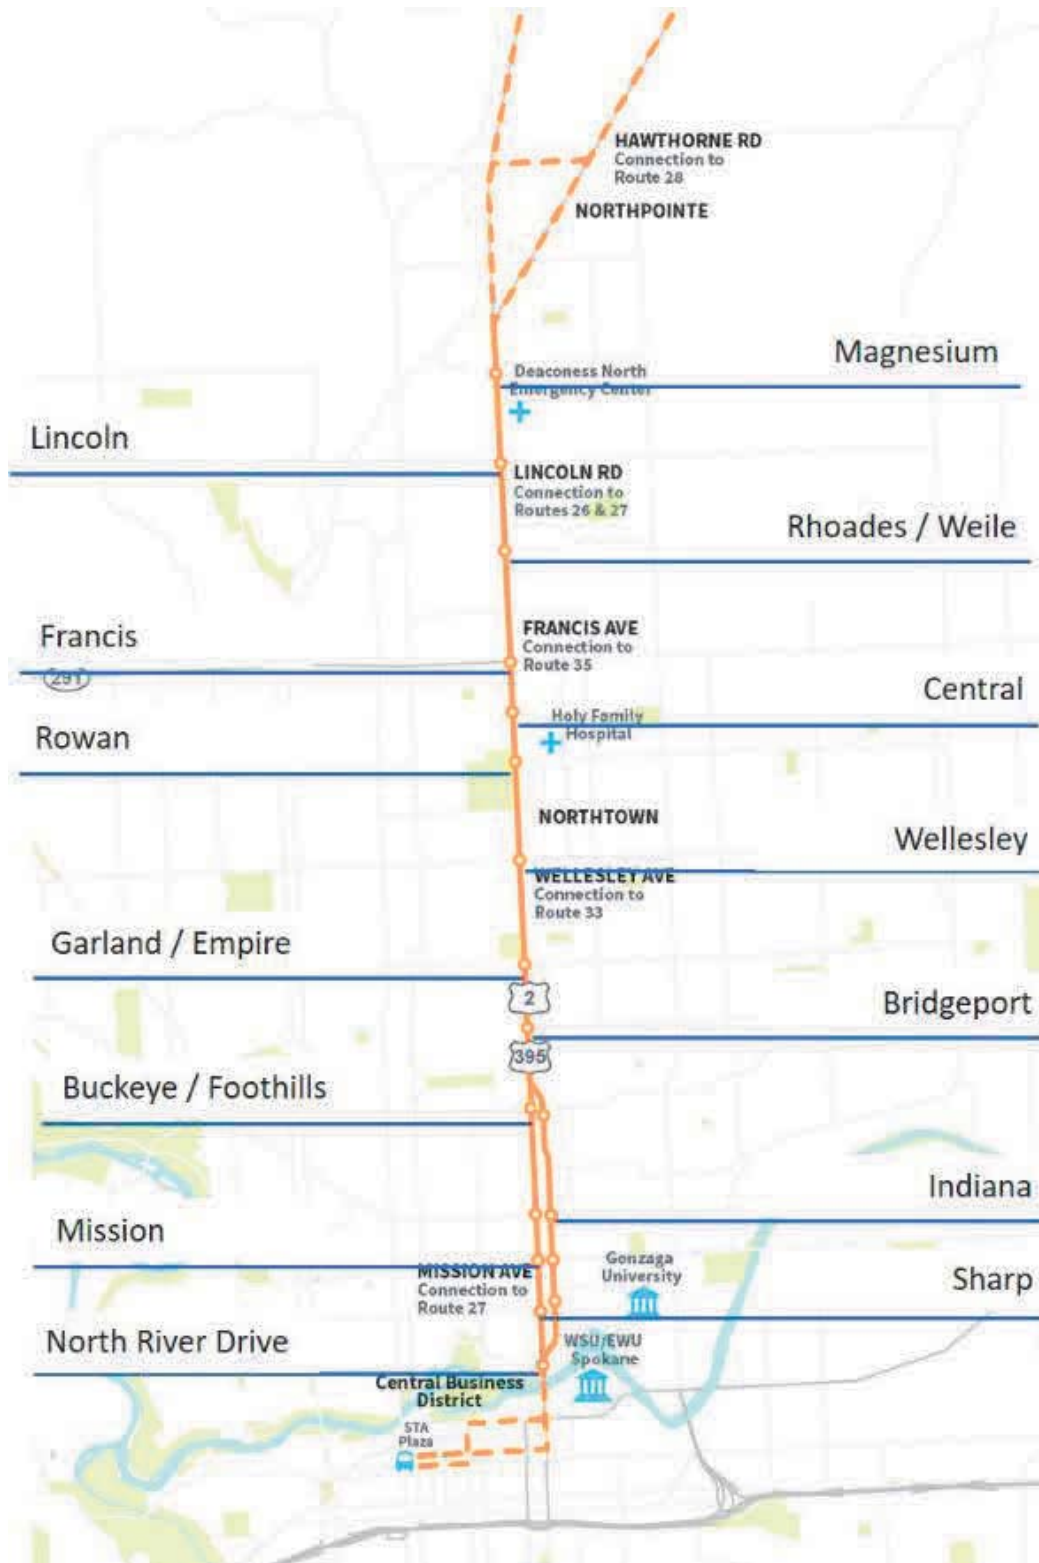 HAWTHORNE RD
Connection to
Route 28
NORTHPOINTE
Magnesium
Deaconess North
Emergency Center
Lincoln
LINCOLN RD
Connection to
Routes 26 & 27
Rhoades / Weile
Francis
291
FRANCIS AVE
Connection to
Route 35
Central
Holy Family
Hospital
Rowan
NORTHTOWN
Wellesley
WELLESLEY AVE
Connection to
Route 33
Garland / Empire
2
Bridgeport
395
Buckeye / Foothills
Indiana
Mission
MISSION AVE
Connection to
Route 27
Gonzaga
University
Sharp
North River Drive
WSU/EWU
Spokane
Central Business
District
STA
Plaza